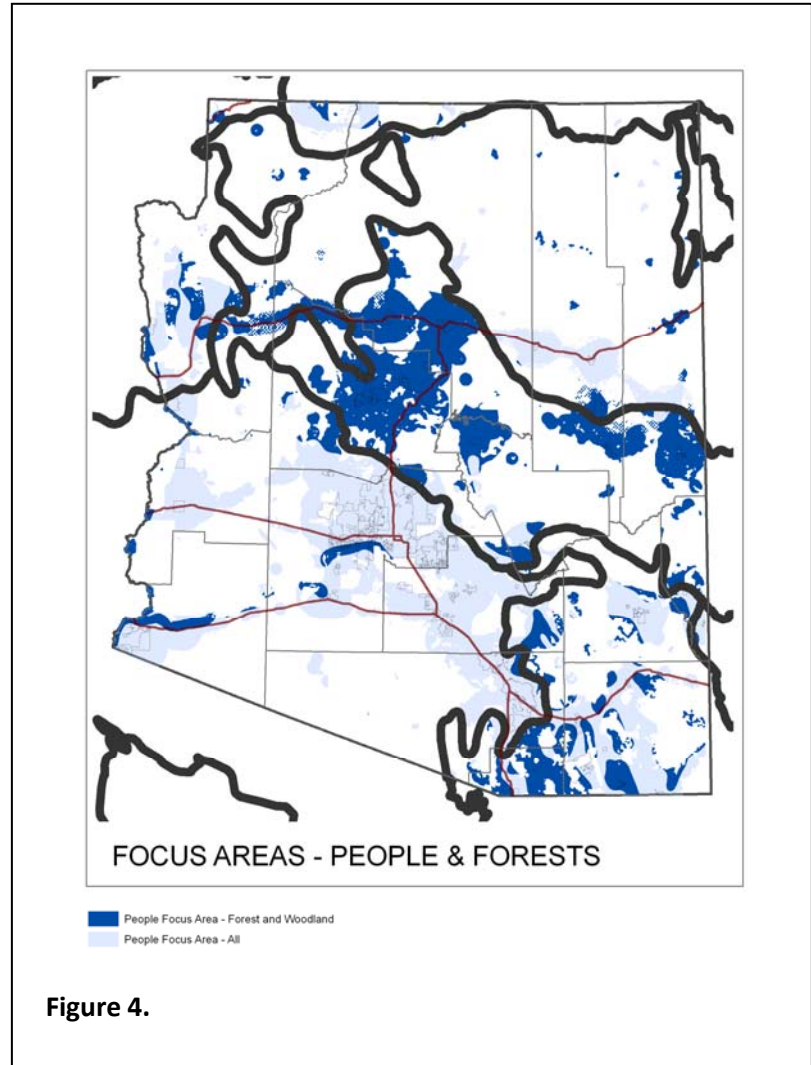 FOCUS AREAS - PEOPLE & FORESTS
People Focus Area - Forest and Woodland
People Focus Area - All
Figure 4.